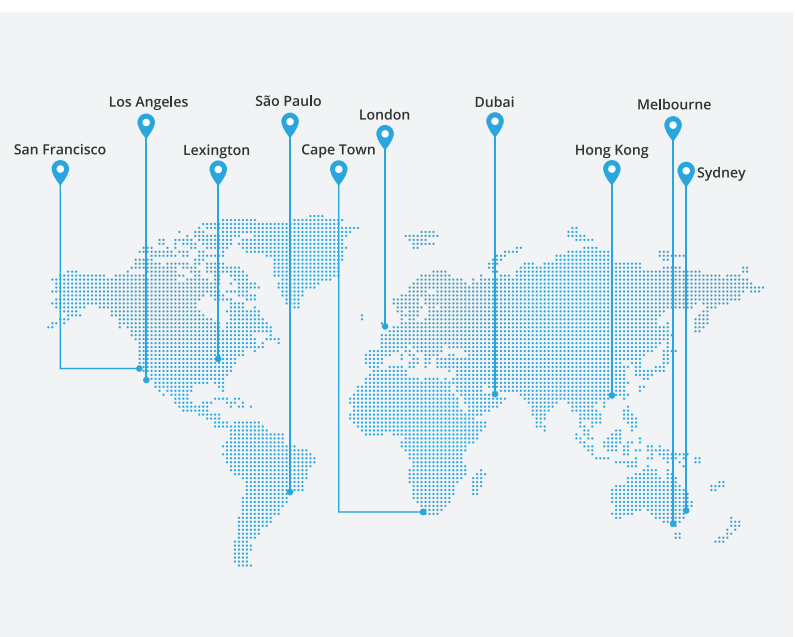 Los Angeles
São Paulo
London
Dubai
Melbourne
San Francisco
Lexington
Cape Town
Hong Kong
Sydney